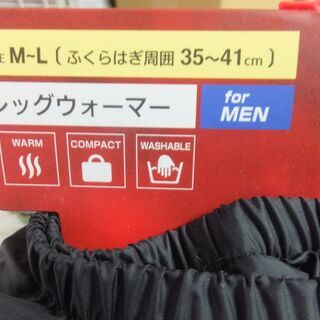 M~L ( ふくらはぎ周囲 35~41cm )
レッグウォーマー
for
MEN
WARM
COMPACT
WASHABLE